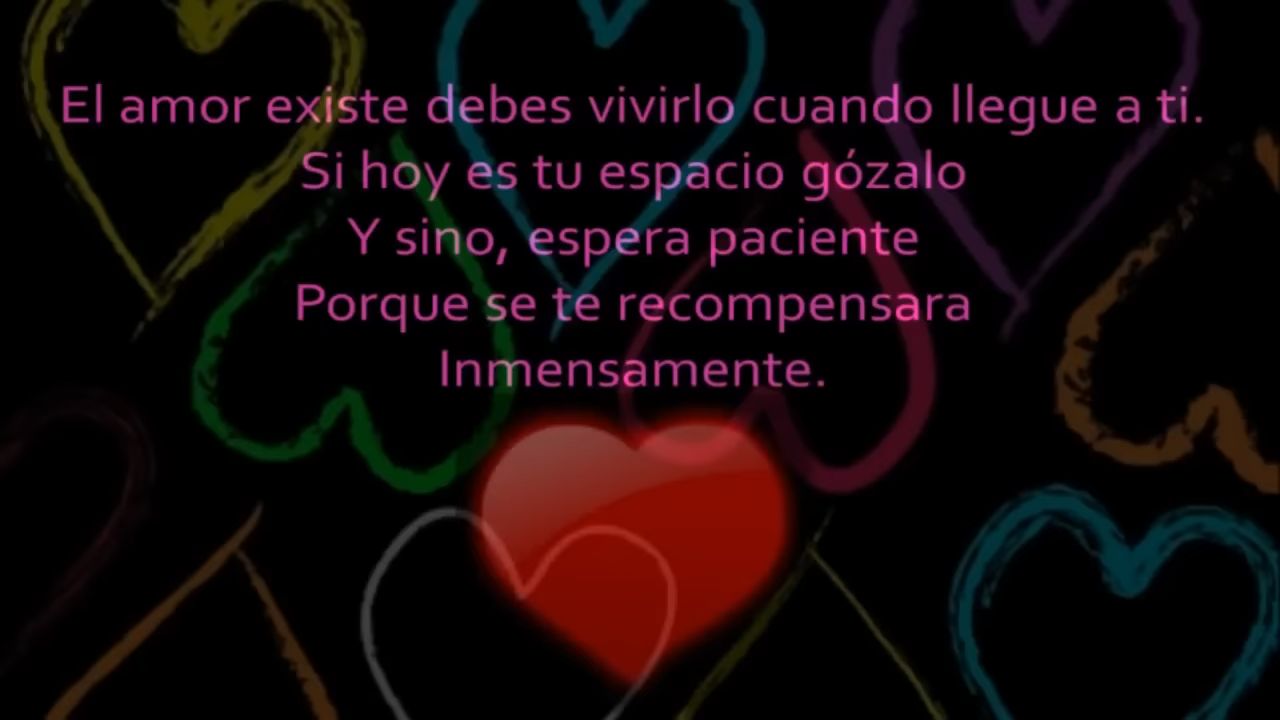 El amor existe debes vivirlo cuando llegue a ti.
Si hoy es tu espacio gózalo
Y sino, espera paciente
Porque se te recompensara
Inmensamente.